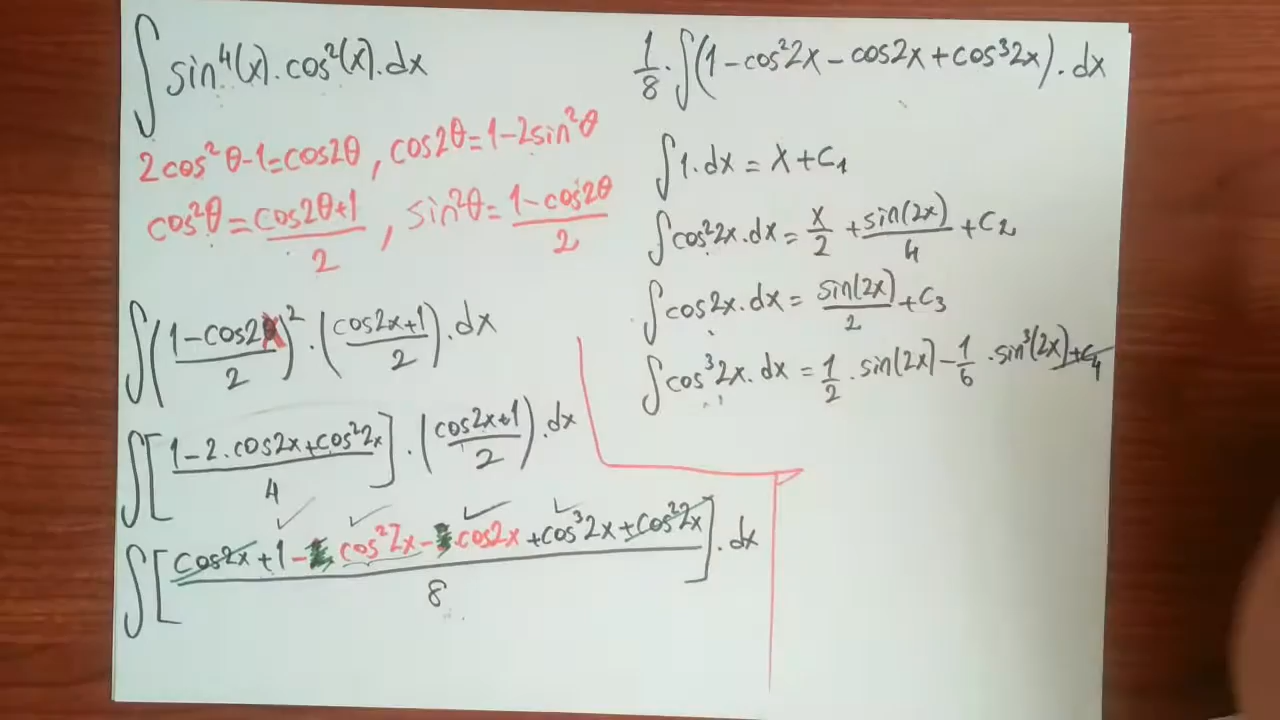 ∫sin⁴(x).cos²(x).dx
2cos²θ-1=cos2θ, cos2θ=1-2sin²θ
cos²θ=(cos2θ+1)/2, sin²θ=(1-cos2θ)/2
∫((1-cos2x)/2)².((cos2x+1)/2).dx
∫[(1-2.cos2x+cos²2x)/4].((cos2x+1)/2).dx
∫[(cos2x+1-cos²2x-cos2x+cos³2x+cos²2x)/8].dx
1/8.∫(1-cos²2x-cos2x+cos³2x).dx
∫1.dx=x+C₁
∫cos²2x.dx=x/2+sin(2x)/4+C₂
∫cos2x.dx=sin(2x)/2+C₃
∫cos³2x.dx=1/2.sin(2x)-1/6.sin³(2x)+C₄